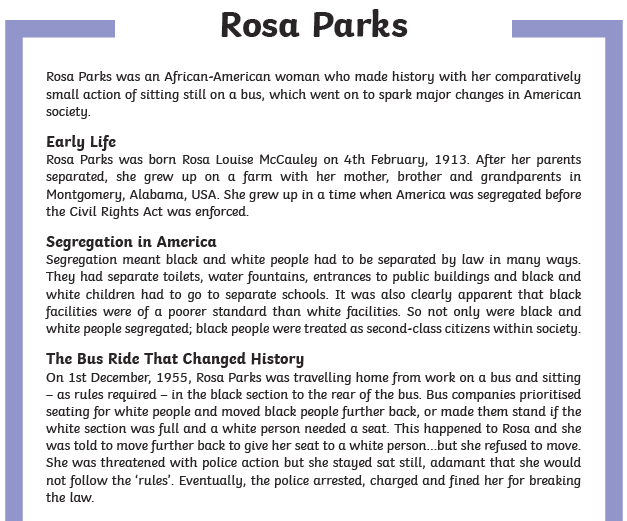 Rosa Parks
Rosa Parks was an African-American woman who made history with her comparatively
small action of sitting still on a bus, which went on to spark major changes in American
society.
Early Life
Rosa Parks was born Rosa Louise McCauley on 4th February, 1913. After her parents
separated, she grew up on a farm with her mother, brother and grandparents in
Montgomery, Alabama, USA. She grew up in a time when America was segregated before
the Civil Rights Act was enforced.
Segregation in America
Segregation meant black and white people had to be separated by law in many ways.
They had separate toilets, water fountains, entrances to public buildings and black and
white children had to go to separate schools. It was also clearly apparent that black
facilities were of a poorer standard than white facilities. So not only were black and
white people segregated; black people were treated as second-class citizens within society.
The Bus Ride That Changed History
On 1st December, 1955, Rosa Parks was travelling home from work on a bus and sitting
– as rules required – in the black section to the rear of the bus. Bus companies prioritised
seating for white people and moved black people further back, or made them stand if the
white section was full and a white person needed a seat. This happened to Rosa and she
was told to move further back to give her seat to a white person...but she refused to move.
She was threatened with police action but she stayed sat still, adamant that she would
not follow the ‘rules’. Eventually, the police arrested, charged and fined her for breaking
the law.